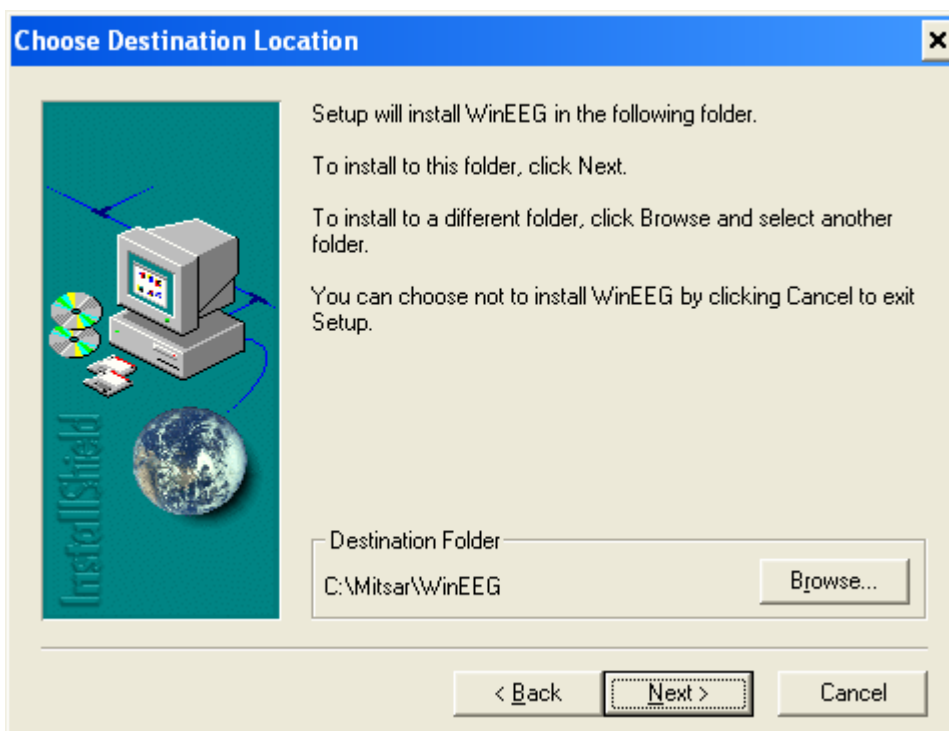 Choose Destination Location
Setup will install WinEEG in the following folder.
To install to this folder, click Next.
To install to a different folder, click Browse and select another
folder.
You can choose not to install WinEEG by clicking Cancel to exit
Setup.
InstallShield
Destination Folder
C:\Mitsar\WinEEG
Browse...
< Back
Next >
Cancel